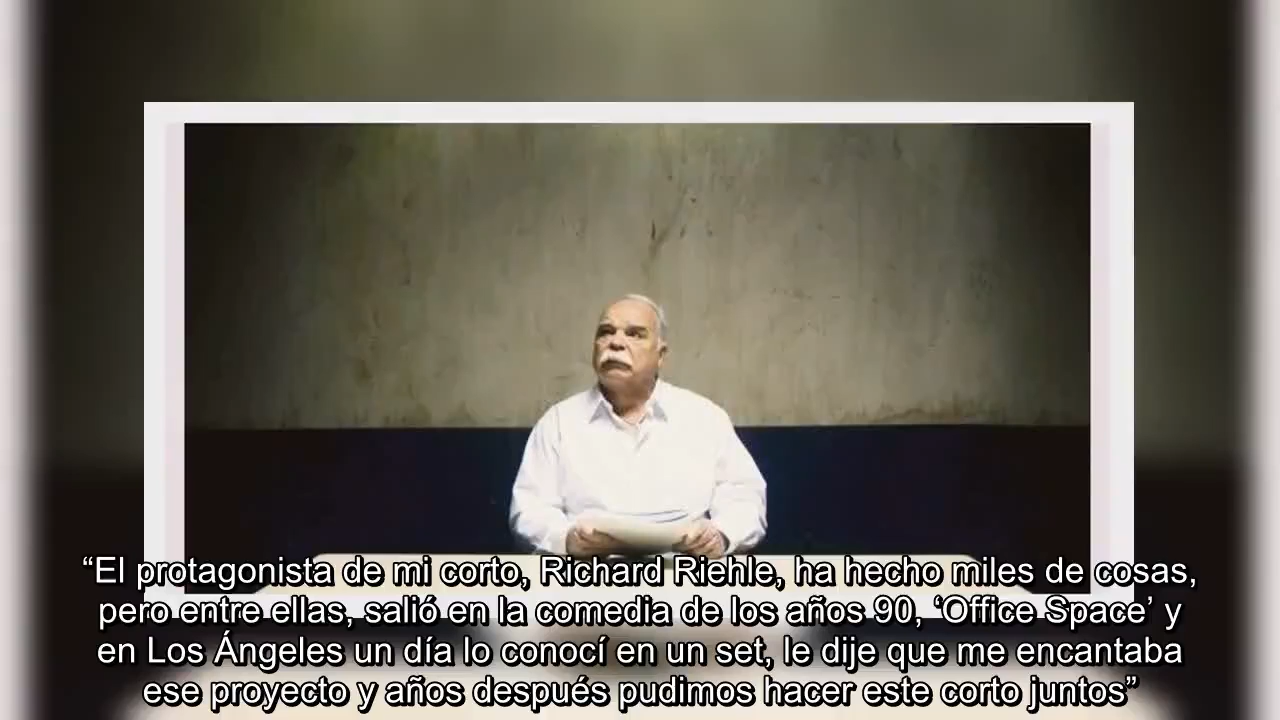 “El protagonista de mi corto, Richard Riehle, ha hecho miles de cosas,
pero entre ellas, salió en la comedia de los años 90, ‘Office Space’ y
en Los Ángeles un día lo conocí en un set, le dije que me encantaba
ese proyecto y años después pudimos hacer este corto juntos”